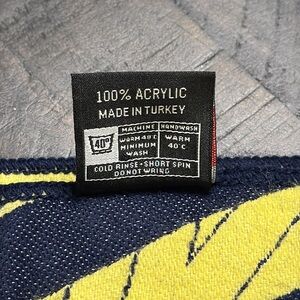 100% ACRYLIC
MADE IN TURKEY
MACHINE HANDWASH
40° WARM 40°C WARM
MINIMUM 40°C
WASH
COLD RINSE • SHORT SPIN
DO NOT WRING